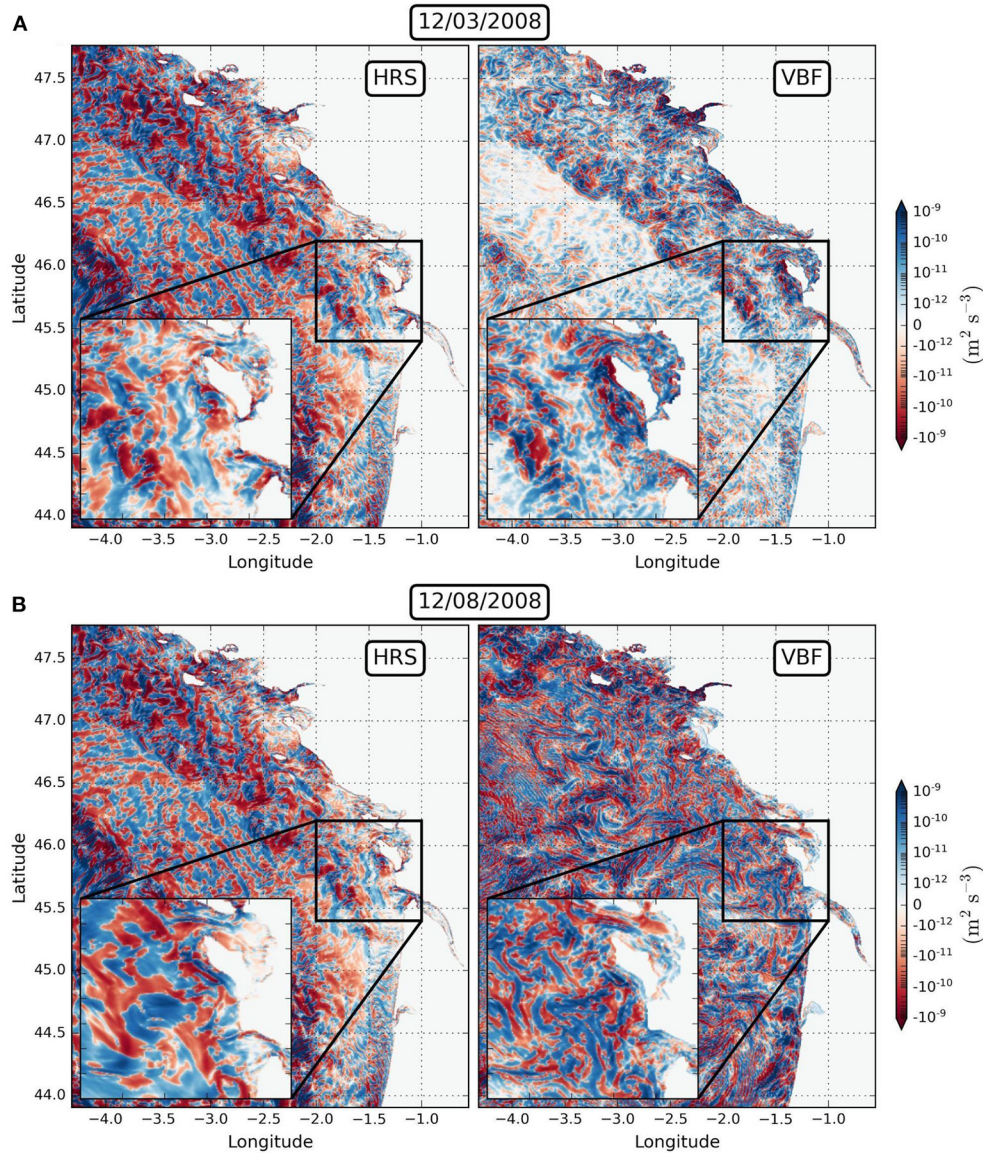 A
12/03/2008
HRS
VBF
47.5
47.0
46.5
46.0
45.5
45.0
44.5
44.0
Latitude
−4.0 −3.5 −3.0 −2.5 −2.0 −1.5 −1.0
−4.0 −3.5 −3.0 −2.5 −2.0 −1.5 −1.0
Longitude
Longitude
10⁻⁹
10⁻¹⁰
10⁻¹¹
10⁻¹²
0
-10⁻¹²
-10⁻¹¹
-10⁻¹⁰
-10⁻⁹
(m² s⁻³)
B
12/08/2008
HRS
VBF
47.5
47.0
46.5
46.0
45.5
45.0
44.5
44.0
Latitude
−4.0 −3.5 −3.0 −2.5 −2.0 −1.5 −1.0
−4.0 −3.5 −3.0 −2.5 −2.0 −1.5 −1.0
Longitude
Longitude
10⁻⁹
10⁻¹⁰
10⁻¹¹
10⁻¹²
0
-10⁻¹²
-10⁻¹¹
-10⁻¹⁰
-10⁻⁹
(m² s⁻³)